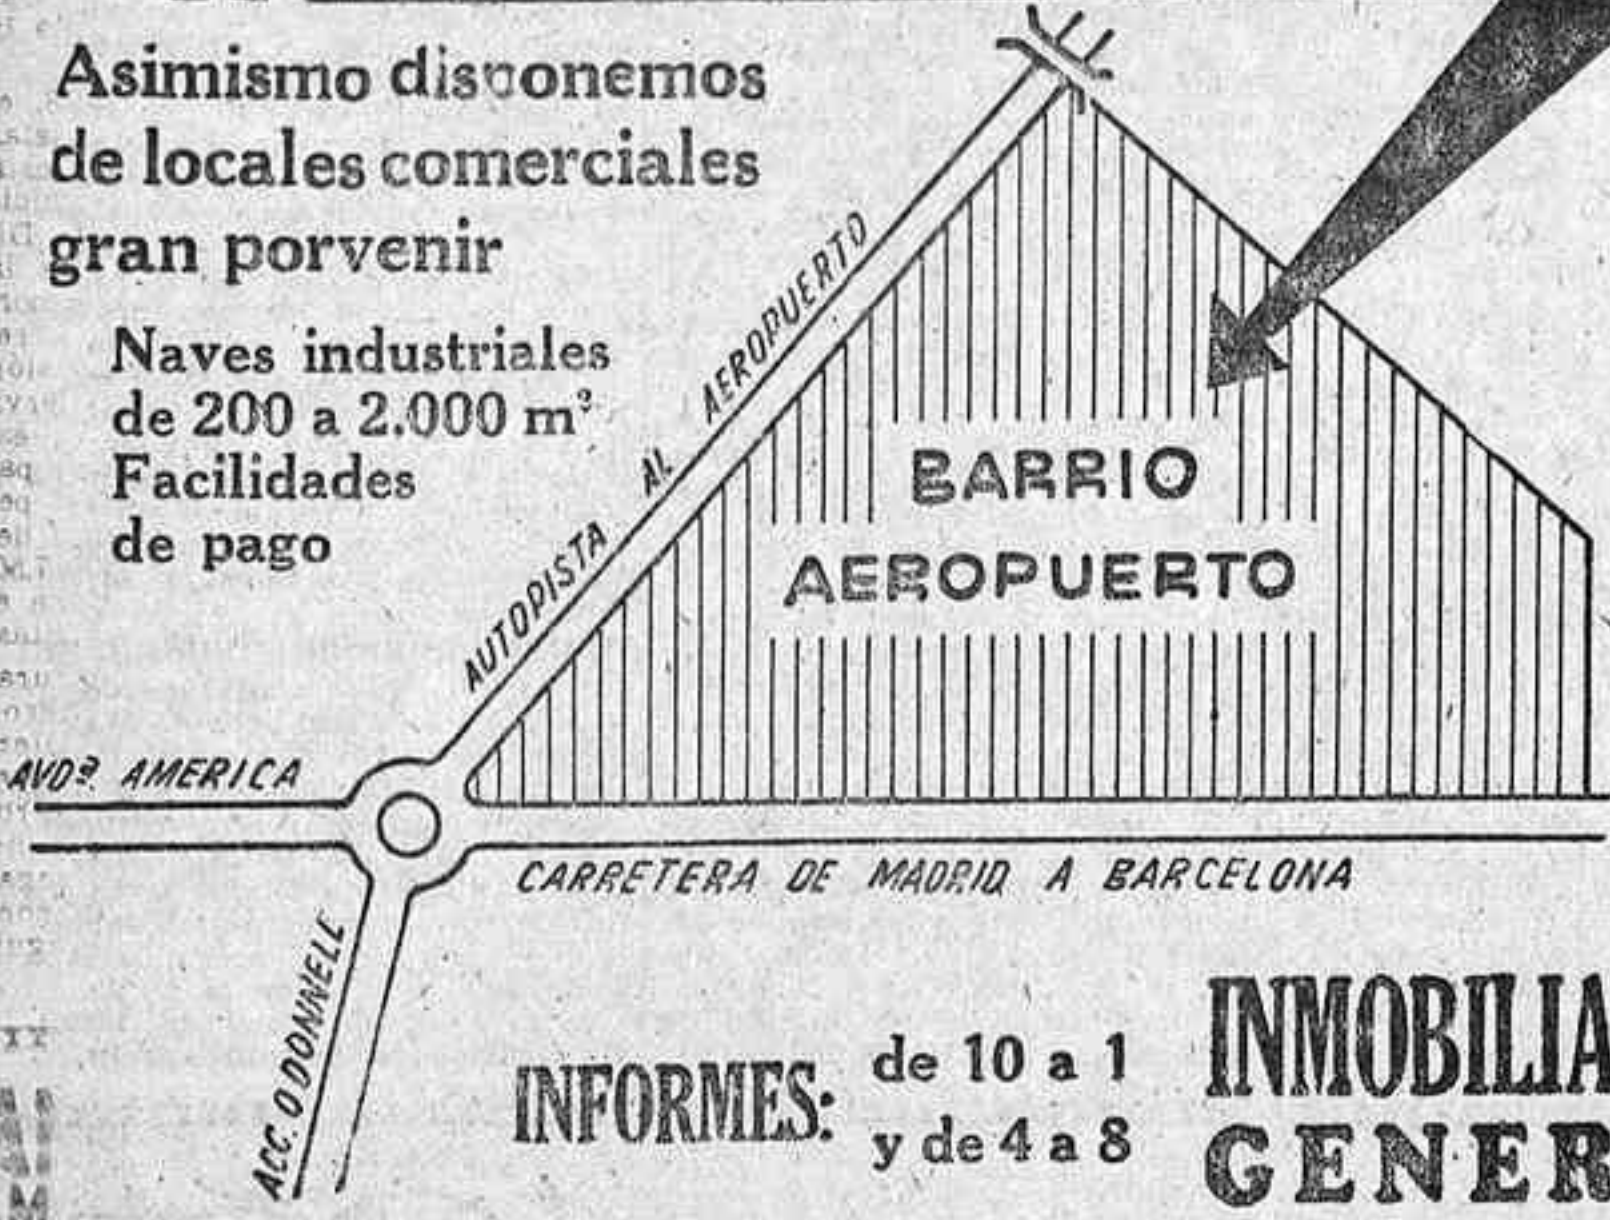 Asimismo disponemos
de locales comerciales
gran porvenir
Naves industriales
de 200 a 2.000 m²
Facilidades
de pago
AUTOPISTA AL AEROPUERTO
BARRIO
AEROPUERTO
AVDª. AMERICA
CARRETERA DE MADRID A BARCELONA
ACC. O DONNELL
INFORMES:
de 10 a 1
y de 4 a 8
INMOBILIA
GENER